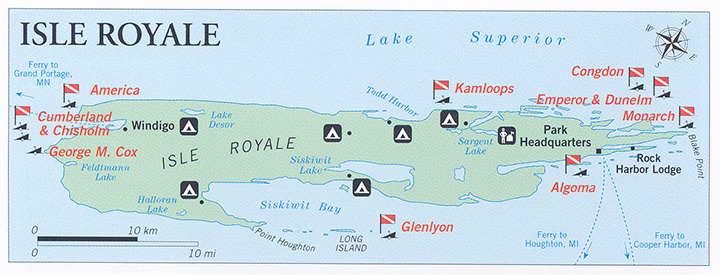 ISLE ROYALE
Lake Superior
N
W
E
S
Ferry to
Grand Portage,
MN
America
Cumberland
& Chisholm
George M. Cox
Windigo
Lake
Desor
Feldtmann
Lake
Halloran
Lake
ISLE ROYALE
Todd Harbor
Kamloops
Siskiwit
Lake
Siskiwit Bay
Sargent
Lake
Congdon
Emperor & Dunelm
Monarch
Park
Headquarters
Blake Point
Rock
Harbor Lodge
Algoma
Glenlyon
Point Houghton
LONG
ISLAND
Ferry to
Houghton, MI
Ferry to
Cooper Harbor, MI
0 10 km
0 10 mi